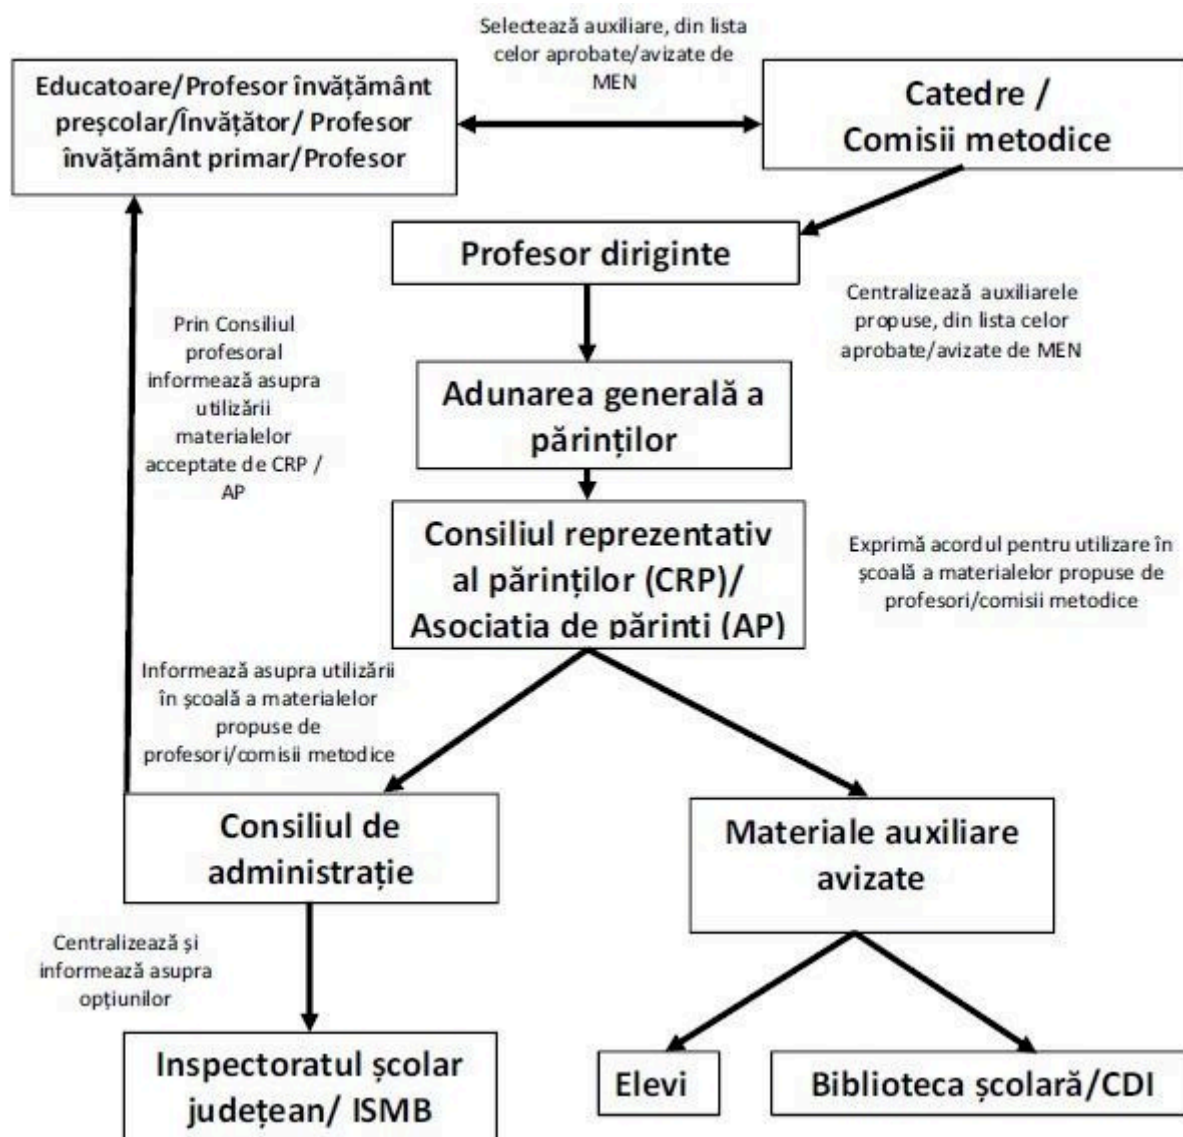 Selectează auxiliare, din lista
celor aprobate/avizate de
MEN
Educatoare/Profesor învățământ
preșcolar/Învățător/ Profesor
învățământ primar/Profesor
Catedre /
Comisii metodice
Profesor diriginte
Centralizează auxiliarele
propuse, din lista celor
aprobate/avizate de MEN
Prin Consiliul
profesoral
informează asupra
utilizării
materialelor
acceptate de CRP /
AP
Adunarea generală a
părinților
Consiliul reprezentativ
al părinților (CRP)/
Asociatia de părinti (AP)
Exprimă acordul pentru utilizare în
școală a materialelor propuse de
profesori/comisii metodice
Informează asupra utilizării
în școală a materialelor
propuse de
profesori/comisii metodice
Consiliul de
administrație
Materiale auxiliare
avizate
Centralizează și
informează asupra
opțiunilor
Inspectoratul școlar
județean/ ISMB
Elevi
Biblioteca școlară/CDI